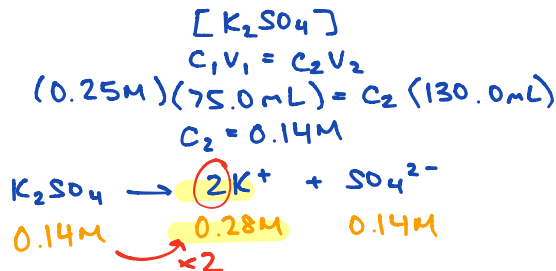 [K₂SO₄]
C₁V₁ = C₂V₂
(0.25M)(75.0mL) = C₂ (130.0mL)
C₂ = 0.14M
K₂SO₄ → 2K⁺ + SO₄²⁻
0.14M 0.28M 0.14M
×2